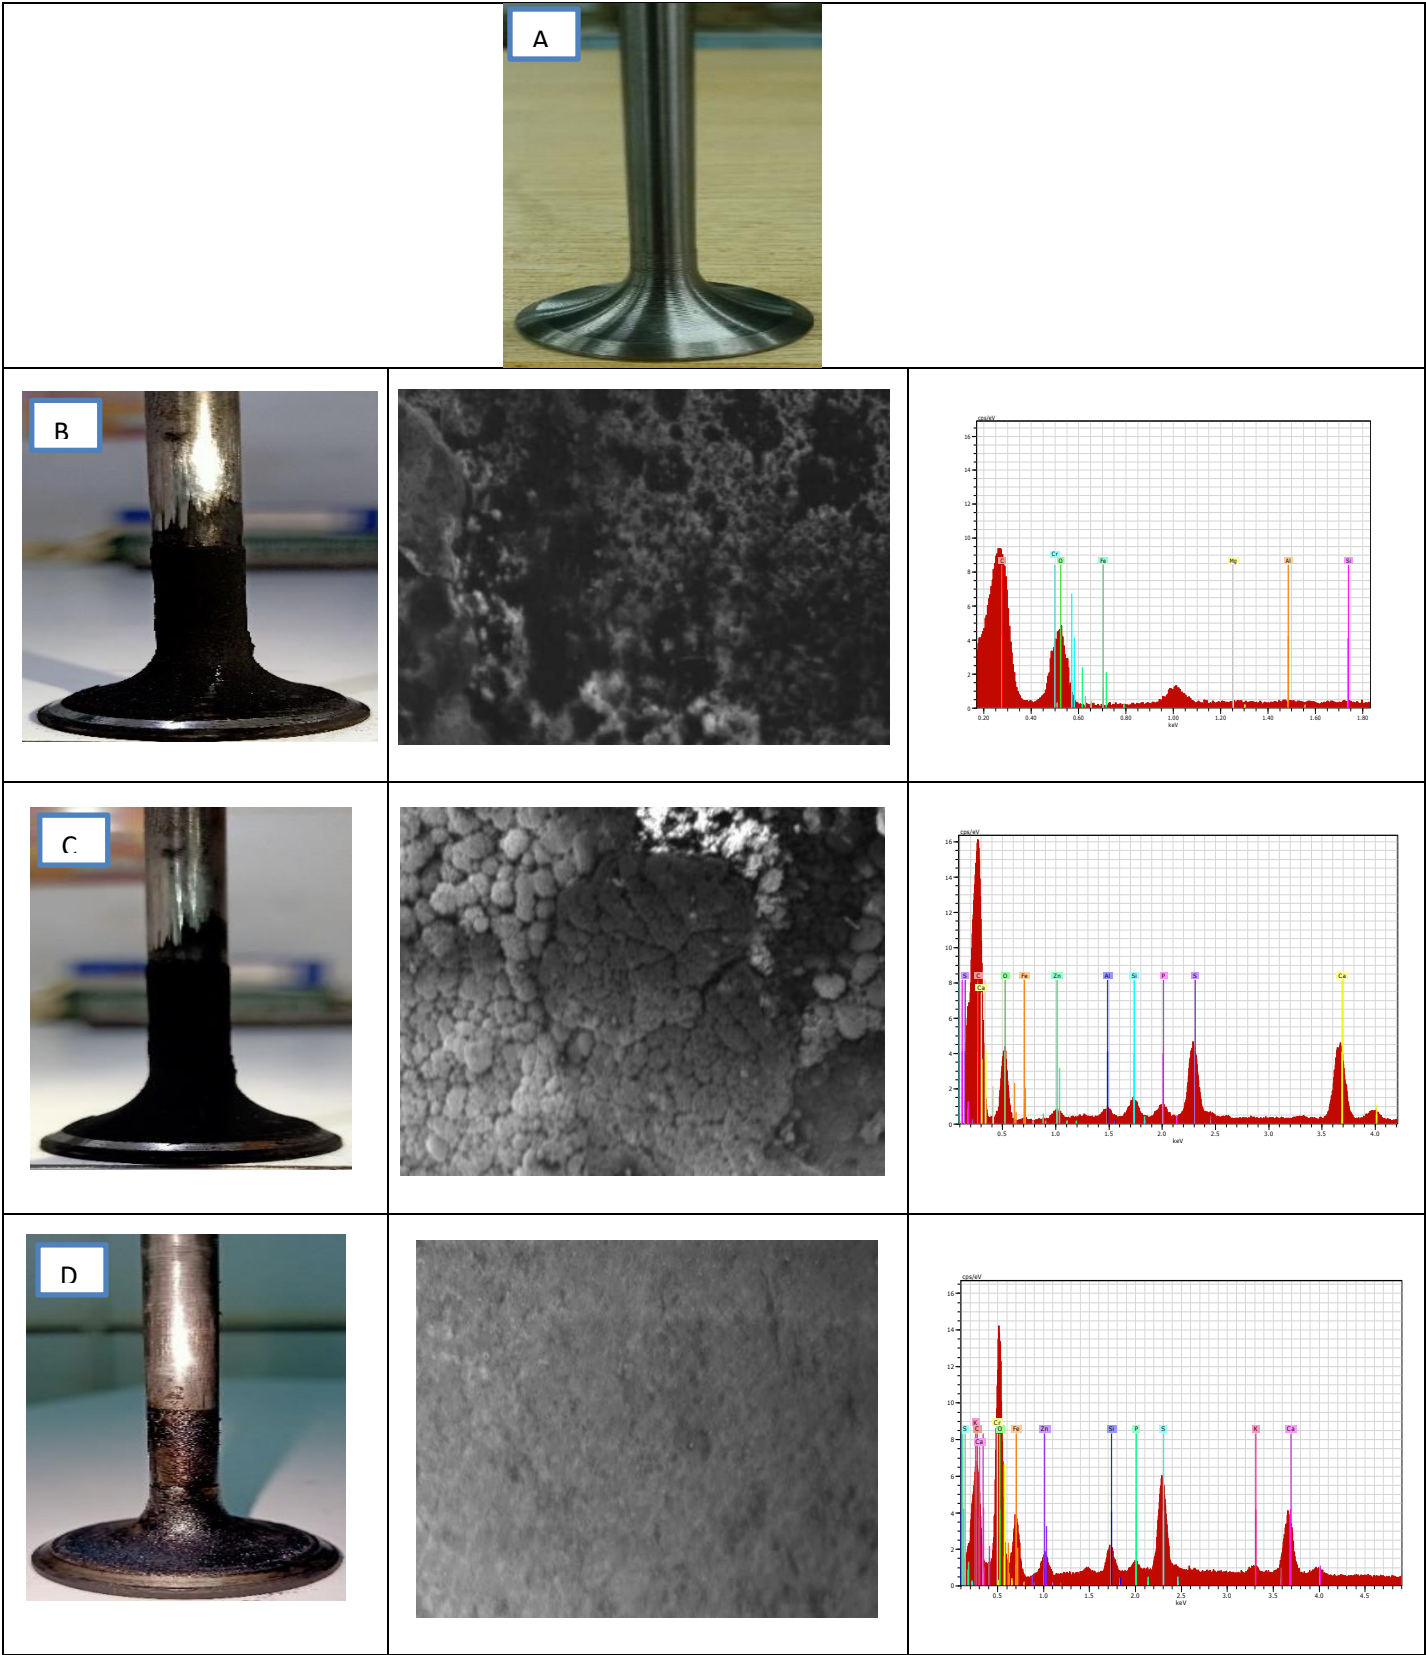 A
B
cps/eV
16
14
12
10
8
6
4
2
0
Cr
C O Fe Mg Al Si
0.20 0.40 0.60 0.80 1.00 1.20 1.40 1.60 1.80
keV
C
cps/eV
16
14
12
10
8
6
4
2
0
S C O Fe Zn Al Si P S Ca
Ca
0.5 1.0 1.5 2.0 2.5 3.0 3.5 4.0
keV
D
cps/eV
16
14
12
10
8
6
4
2
0
K Cr
S C O Fe Zn Si P S K Ca
Ca
0.5 1.0 1.5 2.0 2.5 3.0 3.5 4.0 4.5
keV